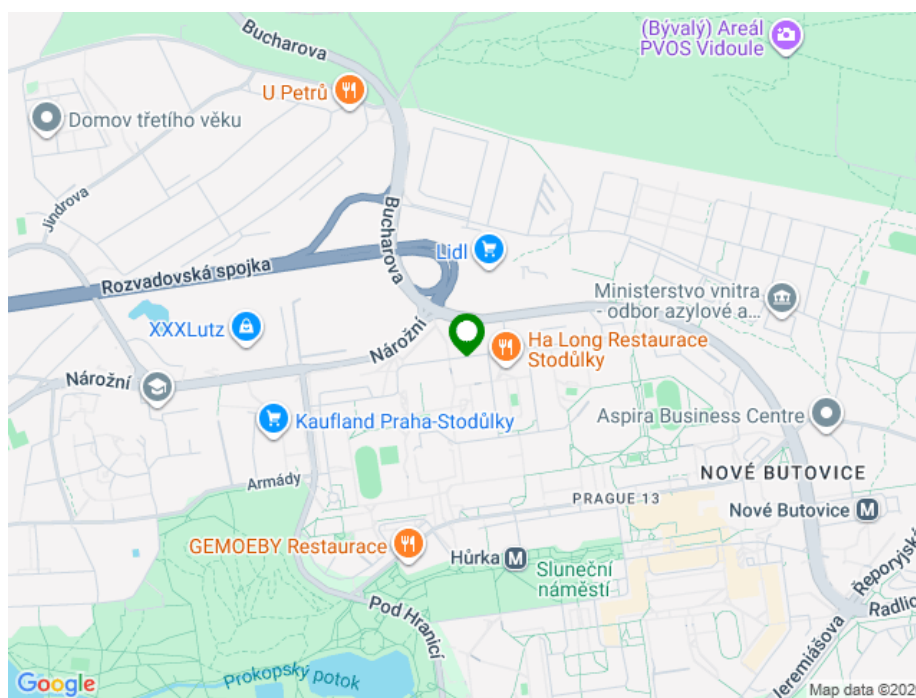 Bucharova
(Bývalý) Areál
PVOS Vidoule
U Petrů
Domov třetího věku
Jindrova
Bucharova
Lidl
Rozvadovská spojka
Ministerstvo vnitra
- odbor azylové a...
XXXLutz
Nárožní
Ha Long Restaurace
Stodůlky
Nárožní
Kaufland Praha-Stodůlky
Aspira Business Centre
Armády
NOVÉ BUTOVICE
PRAGUE 13
Nové Butovice M
GEMOEBY Restaurace
Hůrka M
Sluneční
náměstí
Řeporyjská
Pod Hranicí
Radlic
Jeremiášova
Prokopský potok
Google
Map data ©202